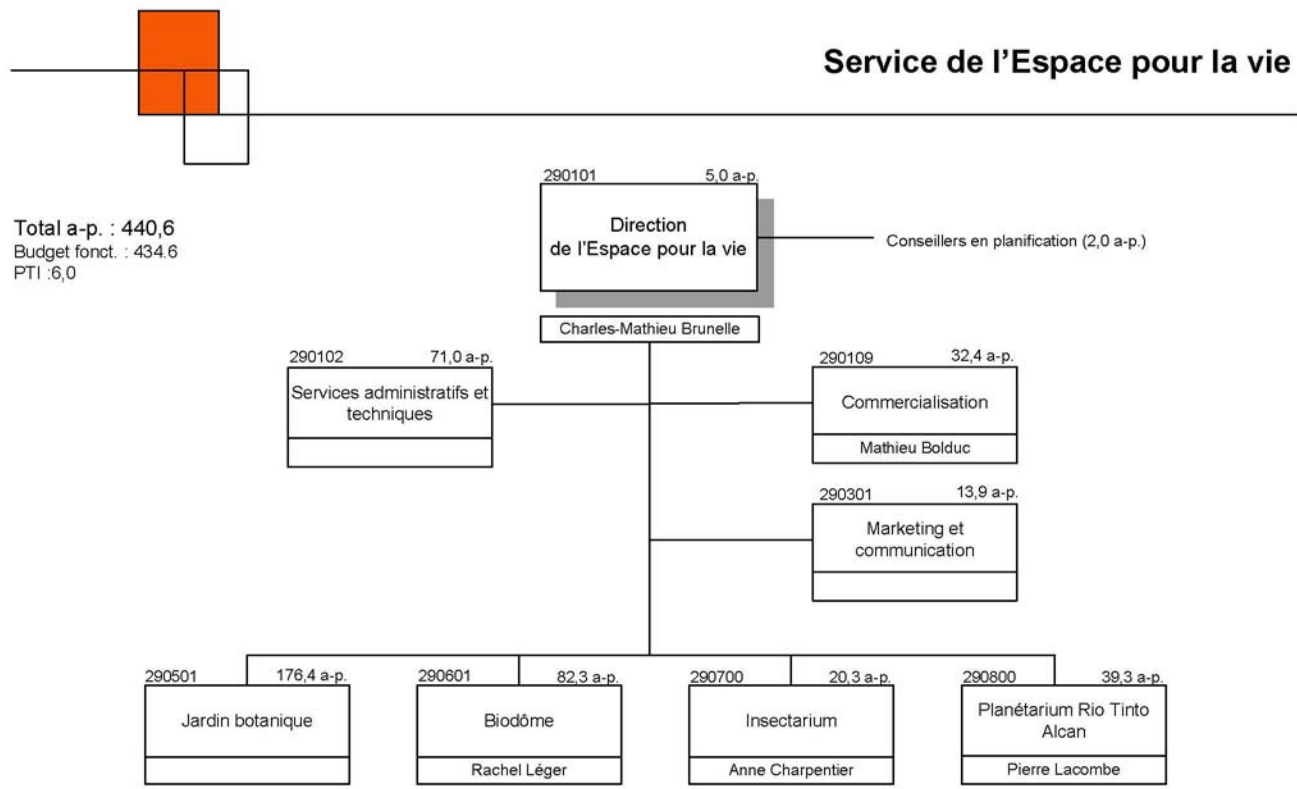 Service de l'Espace pour la vie
Total a-p. : 440,6
Budget fonct. : 434.6
PTI :6,0
290101 5,0 a-p.
Direction
de l'Espace pour la vie
Conseillers en planification (2,0 a-p.)
Charles-Mathieu Brunelle
290102 71,0 a-p.
Services administratifs et
techniques
290109 32,4 a-p.
Commercialisation
Mathieu Bolduc
290301 13,9 a-p.
Marketing et
communication
290501 176,4 a-p.
Jardin botanique
290601 82,3 a-p.
Biodôme
Rachel Léger
290700 20,3 a-p.
Insectarium
Anne Charpentier
290800 39,3 a-p.
Planétarium Rio Tinto
Alcan
Pierre Lacombe